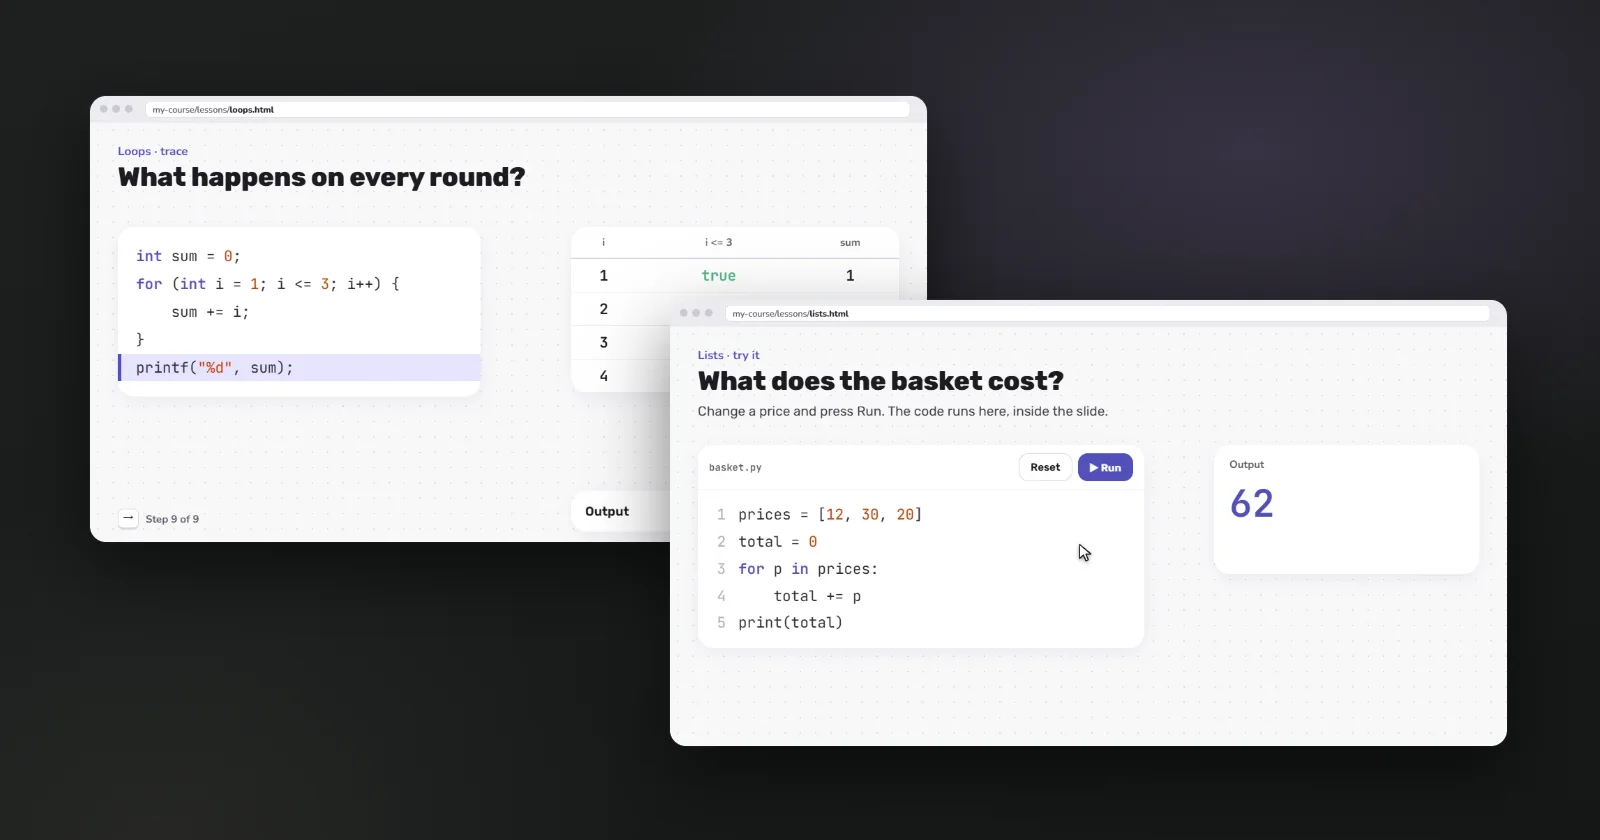 my-course/lessons/loops.html
Loops · trace
What happens on every round?
int sum = 0;
for (int i = 1; i <= 3; i++) {
    sum += i;
}
printf("%d", sum);
→ Step 9 of 9
i i <= 3 sum
1 true 1
2
3
4
Output
my-course/lessons/lists.html
Lists · try it
What does the basket cost?
Change a price and press Run. The code runs here, inside the slide.
basket.py
Reset
▶ Run
1 prices = [12, 30, 20]
2 total = 0
3 for p in prices:
4     total += p
5 print(total)
Output
62